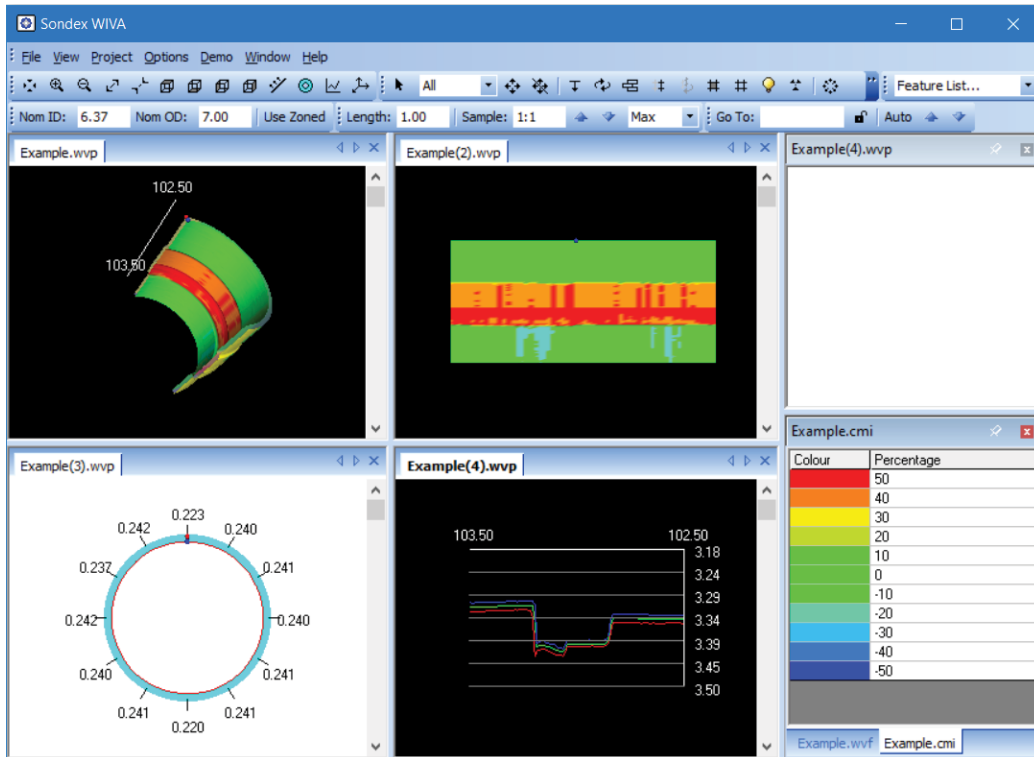 Sondex WIVA
File View Project Options Demo Window Help
All
Feature List...
Nom ID: 6.37 Nom OD: 7.00 Use Zoned Length: 1.00 Sample: 1:1 Max Go To: Auto
Example.wvp
102.50
103.50
Example(2).wvp
Example(4).wvp
Example(3).wvp
0.223
0.242 0.240
0.237 0.241
0.242 0.240
0.240 0.241
0.241 0.241
0.220
Example(4).wvp
103.50 102.50
3.18
3.24
3.29
3.34
3.39
3.45
3.50
Example.cmi
Colour Percentage
50
40
30
20
10
0
-10
-20
-30
-40
-50
Example.wvf Example.cmi